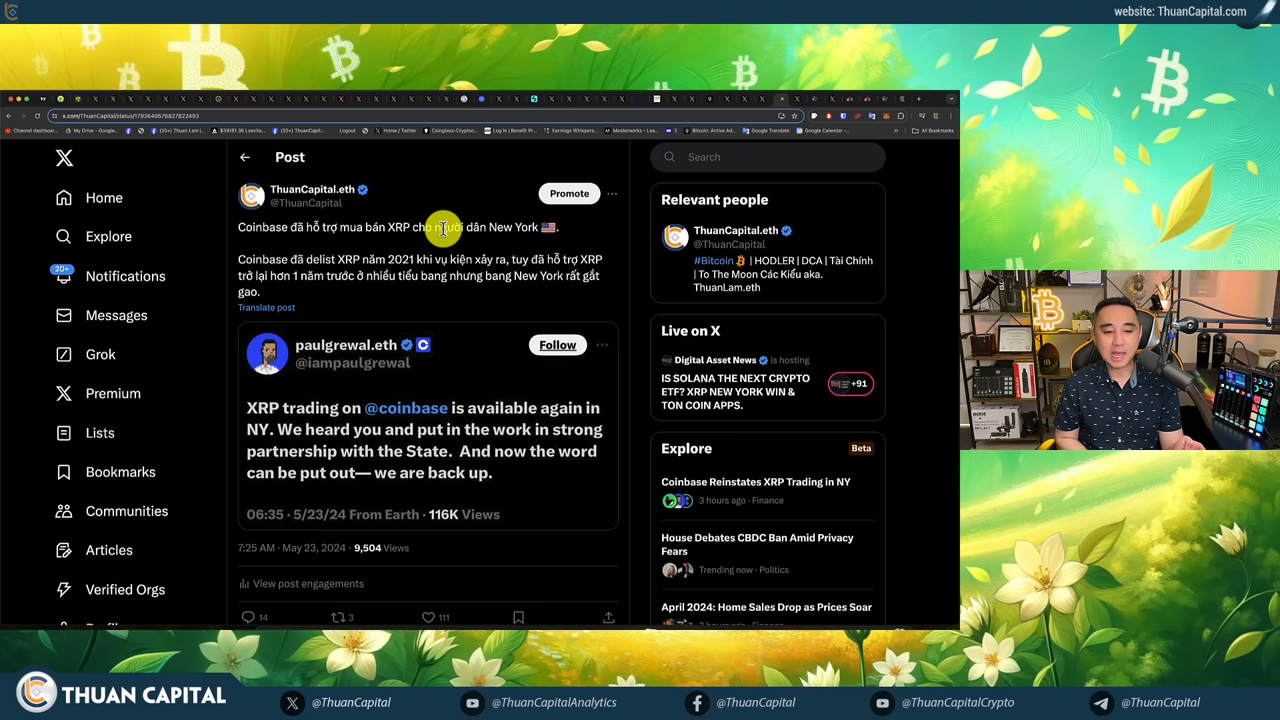 website: ThuanCapital.com
x.com/ThuanCapital/status/1793649576827822493
All Bookmarks
Post
Search
Home
Explore
20+
Notifications
Messages
Grok
Premium
Lists
Bookmarks
Communities
Articles
Verified Orgs
ThuanCapital.eth
@ThuanCapital
Promote
Coinbase đã hỗ trợ mua bán XRP cho người dân New York 🇺🇸.
Coinbase đã delist XRP năm 2021 khi vụ kiện xảy ra, tuy đã hỗ trợ XRP
trở lại hơn 1 năm trước ở nhiều tiểu bang nhưng bang New York rất gắt
gao.
Translate post
paulgrewal.eth
@iampaulgrewal
Follow
XRP trading on @coinbase is available again in
NY. We heard you and put in the work in strong
partnership with the State. And now the word
can be put out— we are back up.
06:35 · 5/23/24 From Earth · 116K Views
7:25 AM · May 23, 2024 · 9,504 Views
View post engagements
14
3
111
Relevant people
ThuanCapital.eth
@ThuanCapital
#Bitcoin | HODLER | DCA | Tài Chính
| To The Moon Các Kiểu aka.
ThuanLam.eth
Live on X
Digital Asset News is hosting
IS SOLANA THE NEXT CRYPTO
ETF? XRP NEW YORK WIN &
TON COIN APPS.
+91
Explore
Beta
Coinbase Reinstates XRP Trading in NY
3 hours ago · Finance
House Debates CBDC Ban Amid Privacy
Fears
Trending now · Politics
April 2024: Home Sales Drop as Prices Soar
THUAN CAPITAL
@ThuanCapital
@ThuanCapitalAnalytics
@ThuanCapital
@ThuanCapitalCrypto
@ThuanCapital